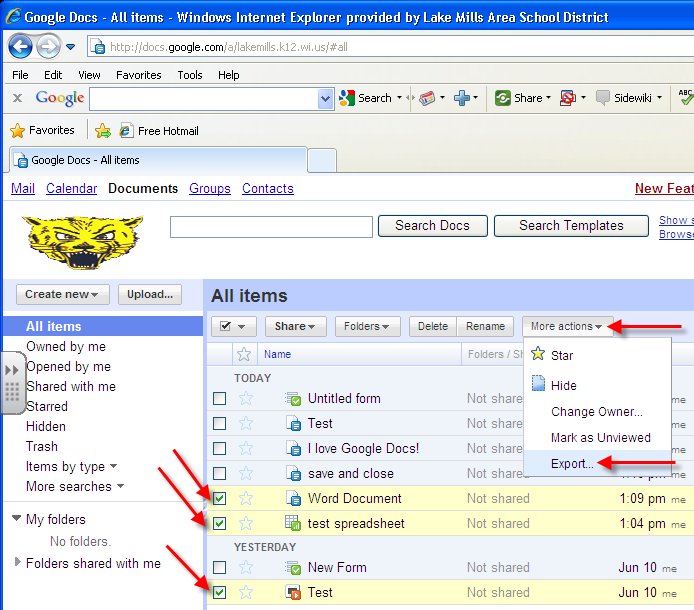 Google Docs - All items - Windows Internet Explorer provided by Lake Mills Area School District
http://docs.google.com/a/lakemills.k12.wi.us/#all
File Edit View Favorites Tools Help
x Google Search Share Sidewiki ABC
Favorites Free Hotmail
Google Docs - All items
Mail Calendar Documents Groups Contacts New Feat
Search Docs Search Templates Show s
Browse
Create new Upload... All items
All items
Share Folders Delete Rename More actions
Owned by me
Opened by me
Shared with me
Starred
Hidden
Trash
Items by type
More searches
My folders
No folders.
Folders shared with me
Name Folders / Sh
TODAY
Untitled form Not shared me
Test Not shared me
I love Google Docs! Not shared me
save and close Not shared me
Word Document Not shared 1:09 pm me
test spreadsheet Not shared 1:04 pm me
YESTERDAY
New Form Not shared Jun 10 me
Test Not shared Jun 10 me
Star
Hide
Change Owner...
Mark as Unviewed
Export...